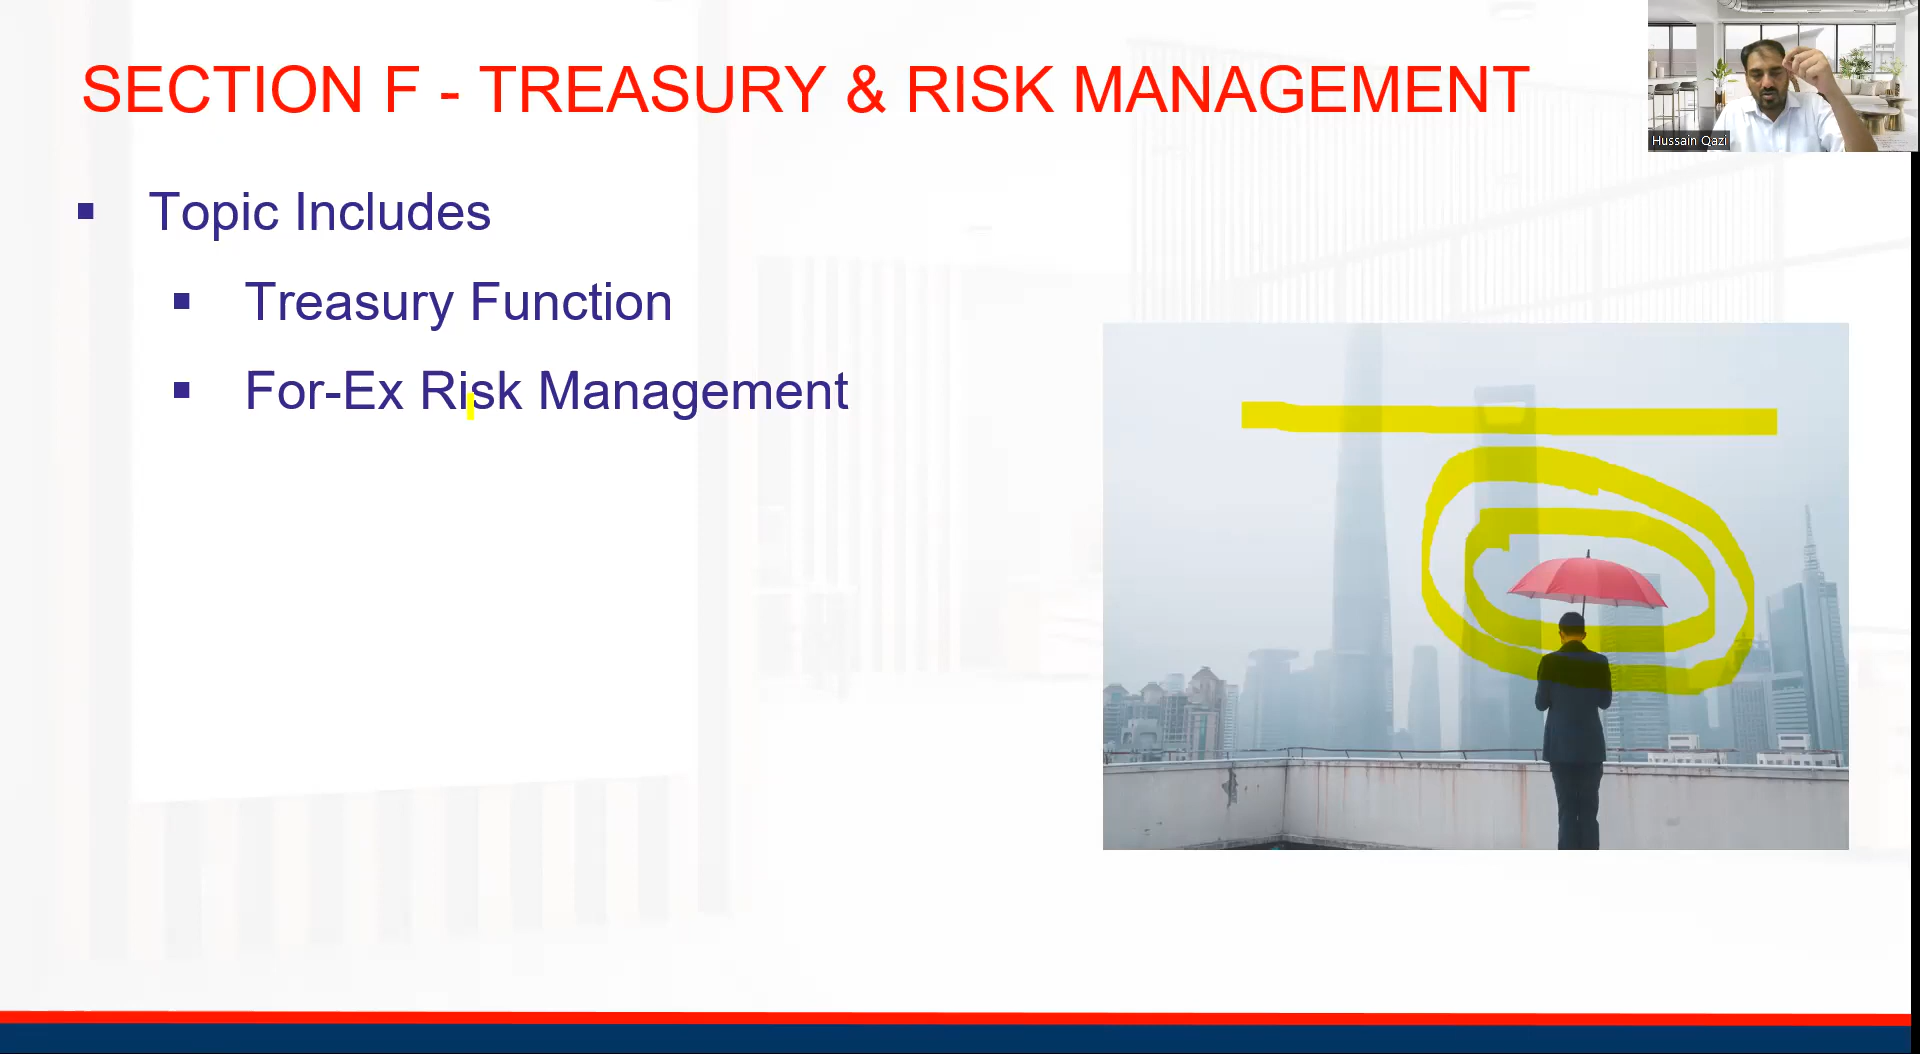 SECTION F - TREASURY & RISK MANAGEMENT
Hussain Qazi
▪ Topic Includes
▪ Treasury Function
▪ For-Ex Risk Management